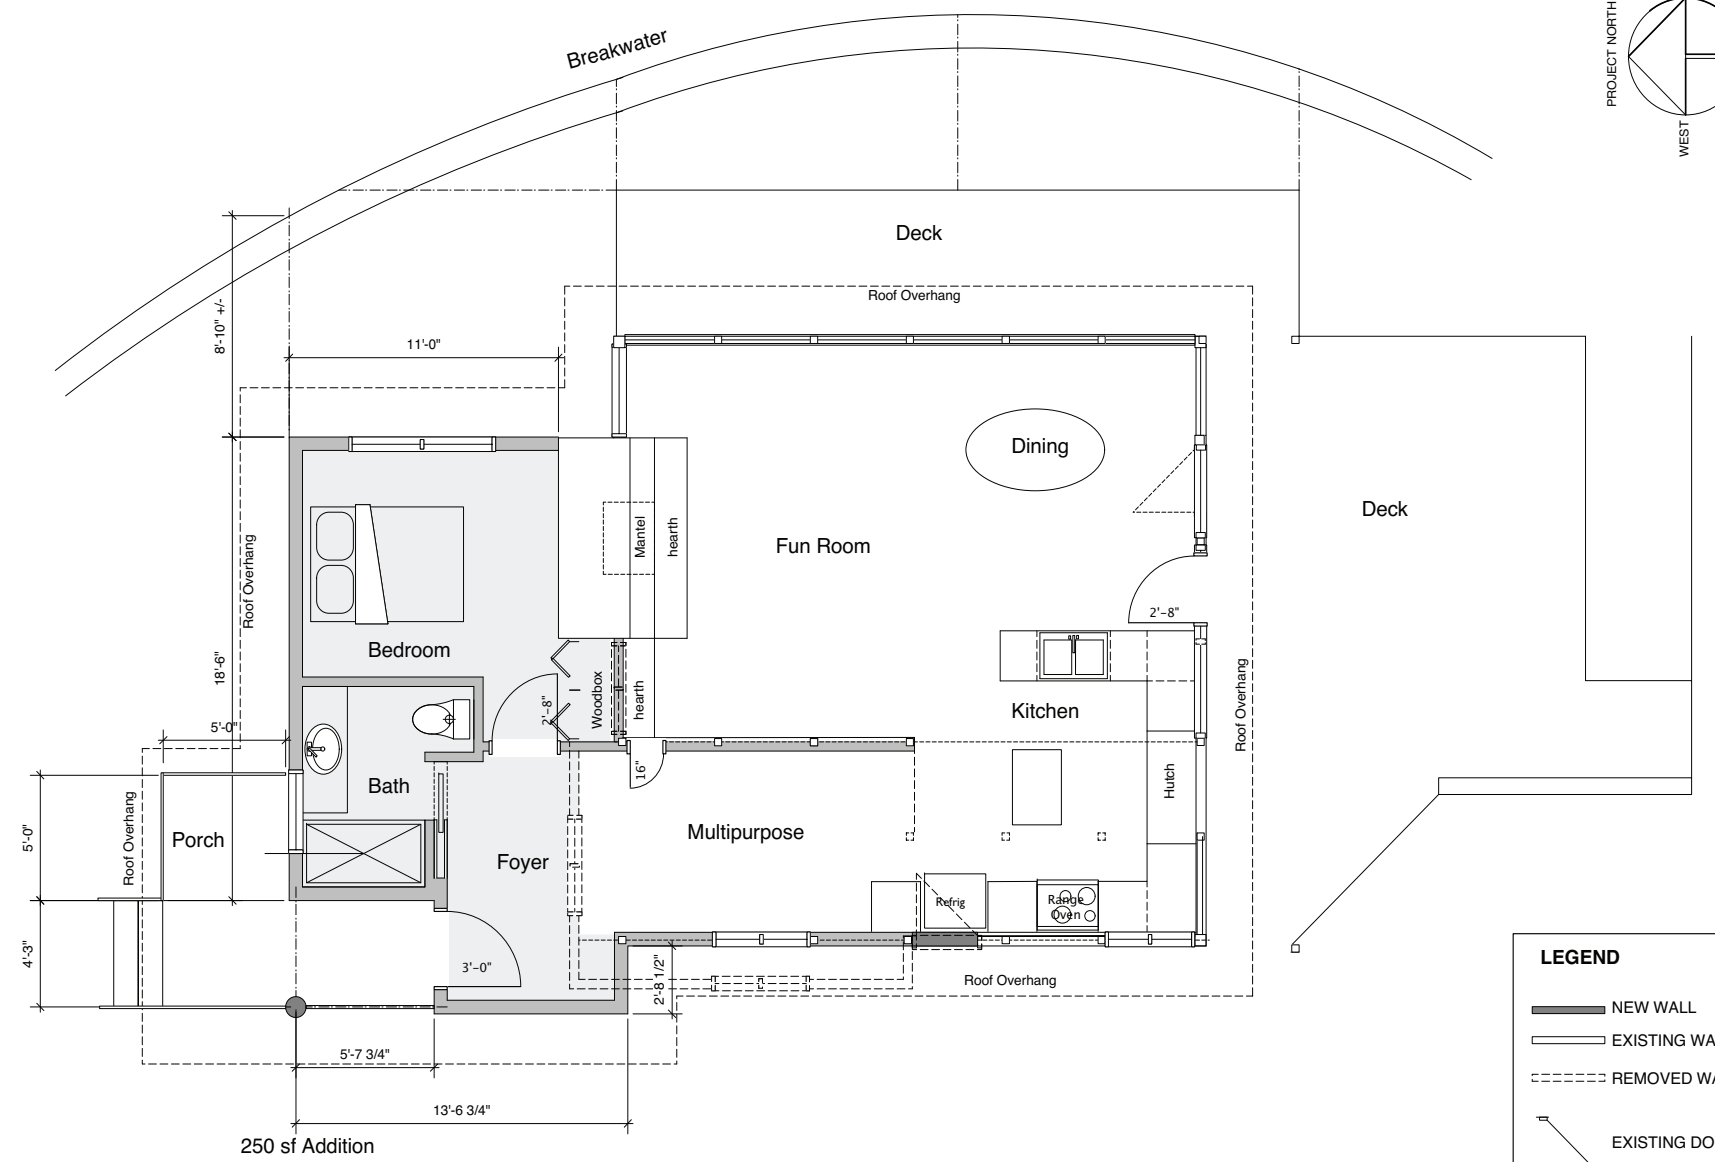 PROJECT NORTH
WEST
Breakwater
Deck
Roof Overhang
8'-10" +/-
11'-0"
Dining
Deck
Fun Room
Mantel
hearth
Roof Overhang
2'-8"
Bedroom
18'-6"
Woodbox
hearth
2'-8"
Kitchen
Roof Overhang
5'-0"
16"
Hutch
Bath
Roof Overhang
Porch
5'-0"
Multipurpose
Foyer
Refrig
Range
Oven
4'-3"
3'-0"
2'-8 1/2"
Roof Overhang
LEGEND
NEW WALL
EXISTING WA
REMOVED WA
EXISTING DO
5'-7 3/4"
13'-6 3/4"
250 sf Addition